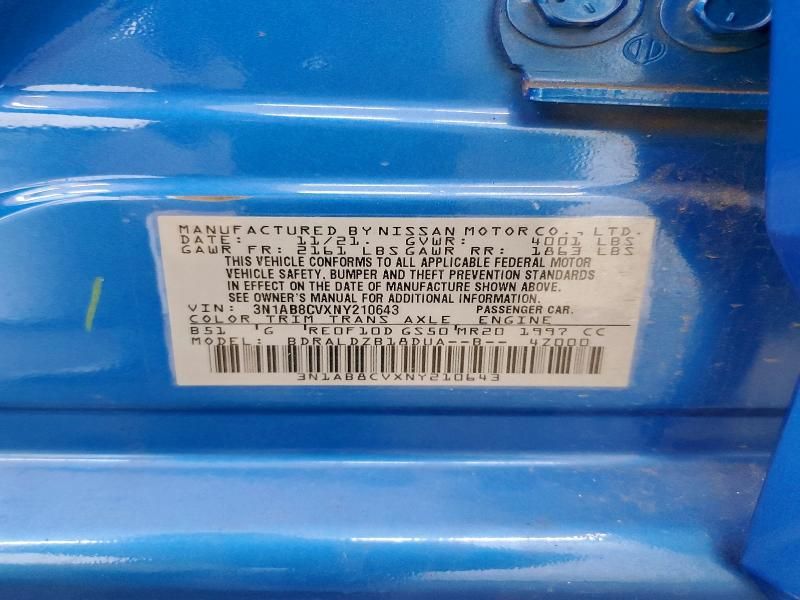 MANUFACTURED BY NISSAN MOTOR CO., LTD.
DATE: 11/21. GVWR: 4001 LBS
GAWR FR: 2161 LBS GAWR RR: 1863 LBS
THIS VEHICLE CONFORMS TO ALL APPLICABLE FEDERAL MOTOR
VEHICLE SAFETY, BUMPER AND THEFT PREVENTION STANDARDS
IN EFFECT ON THE DATE OF MANUFACTURE SHOWN ABOVE.
SEE OWNER'S MANUAL FOR ADDITIONAL INFORMATION.
VIN: 3N1AB8CVXNY210643 PASSENGER CAR.
COLOR TRIM TRANS AXLE ENGINE
B51 'G RE0F10D GS50 MR20 1997 CC
MODEL: BDRALDZB18DUA--B-- 4Z000
3N1AB8CVXNY210643